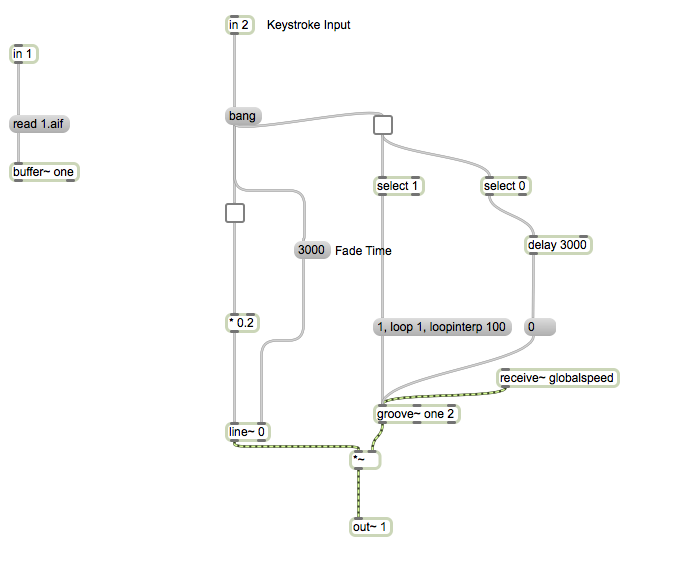 in 2 Keystroke Input
in 1
bang
read 1.aif
buffer~ one
select 1
select 0
3000 Fade Time
delay 3000
* 0.2
1, loop 1, loopinterp 100
0
receive~ globalspeed
groove~ one 2
line~ 0
*~
out~ 1